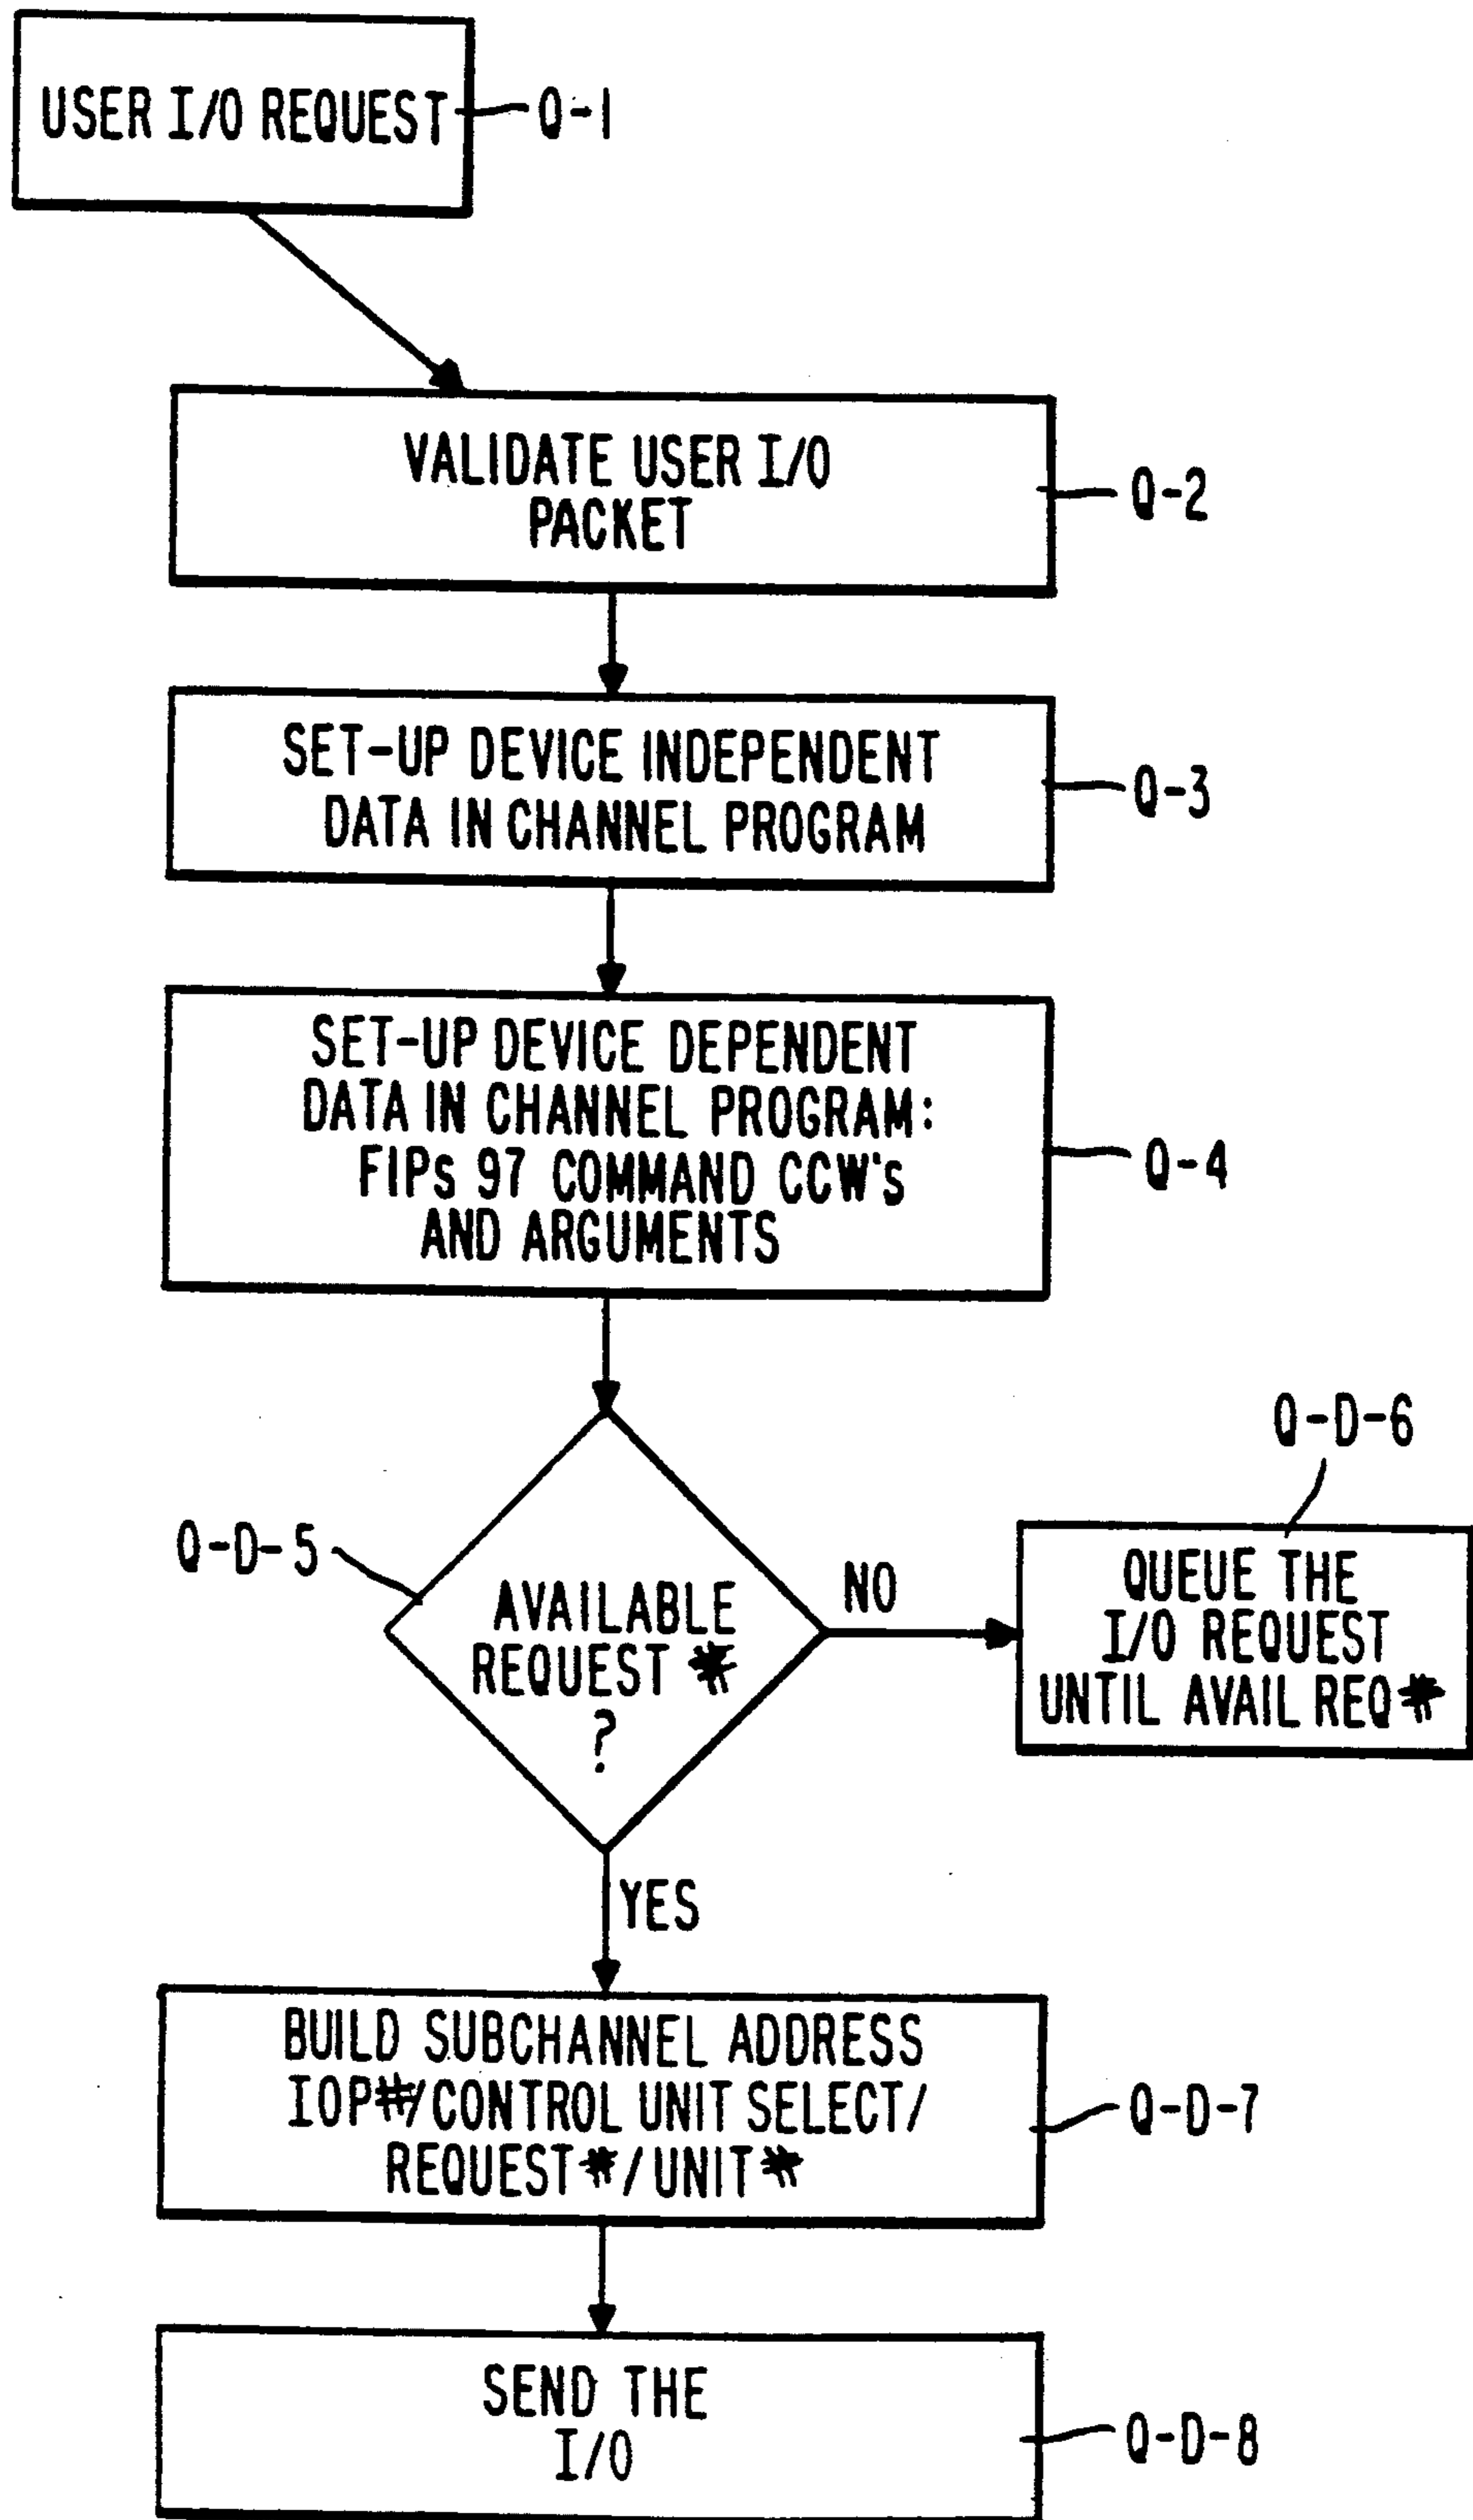 USER I/O REQUEST
Q-1
VALIDATE USER I/O
PACKET
Q-2
SET-UP DEVICE INDEPENDENT
DATA IN CHANNEL PROGRAM
Q-3
SET-UP DEVICE DEPENDENT
DATA IN CHANNEL PROGRAM:
FIPs 97 COMMAND CCW's
AND ARGUMENTS
Q-4
Q-D-5
AVAILABLE
REQUEST #
?
NO
Q-D-6
QUEUE THE
I/O REQUEST
UNTIL AVAIL REQ#
YES
BUILD SUBCHANNEL ADDRESS
IOP#/CONTROL UNIT SELECT/
REQUEST#/UNIT#
Q-D-7
SEND THE
I/O
Q-D-8